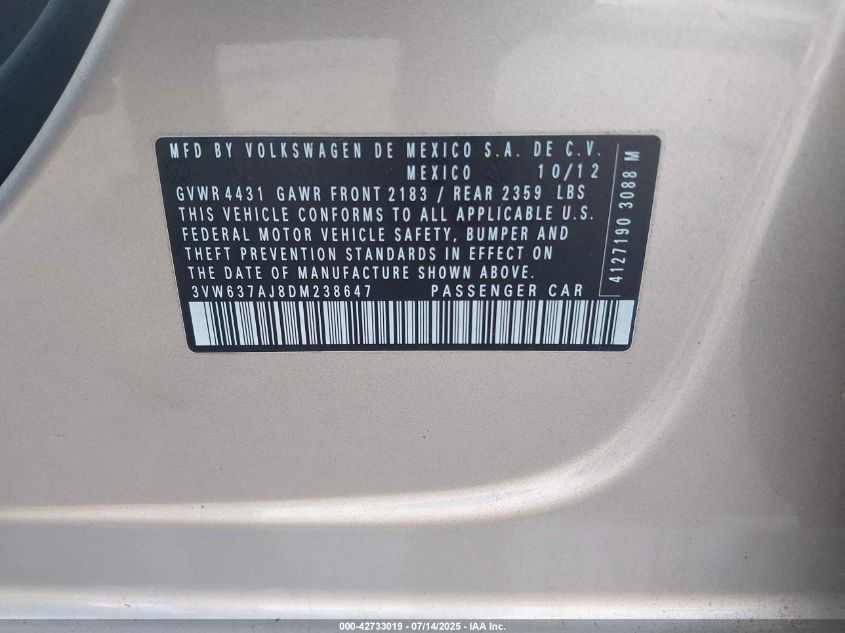 MFD BY VOLKSWAGEN DE MEXICO S.A. DE C.V.
MEXICO 10/12
GVWR 4431 GAWR FRONT 2183 / REAR 2359 LBS
THIS VEHICLE CONFORMS TO ALL APPLICABLE U.S.
FEDERAL MOTOR VEHICLE SAFETY, BUMPER AND
THEFT PREVENTION STANDARDS IN EFFECT ON
THE DATE OF MANUFACTURE SHOWN ABOVE.
3VW637AJ8DM238647 PASSENGER CAR
4127190 3088 M
000-42733019 - 07/14/2025 - IAA Inc.